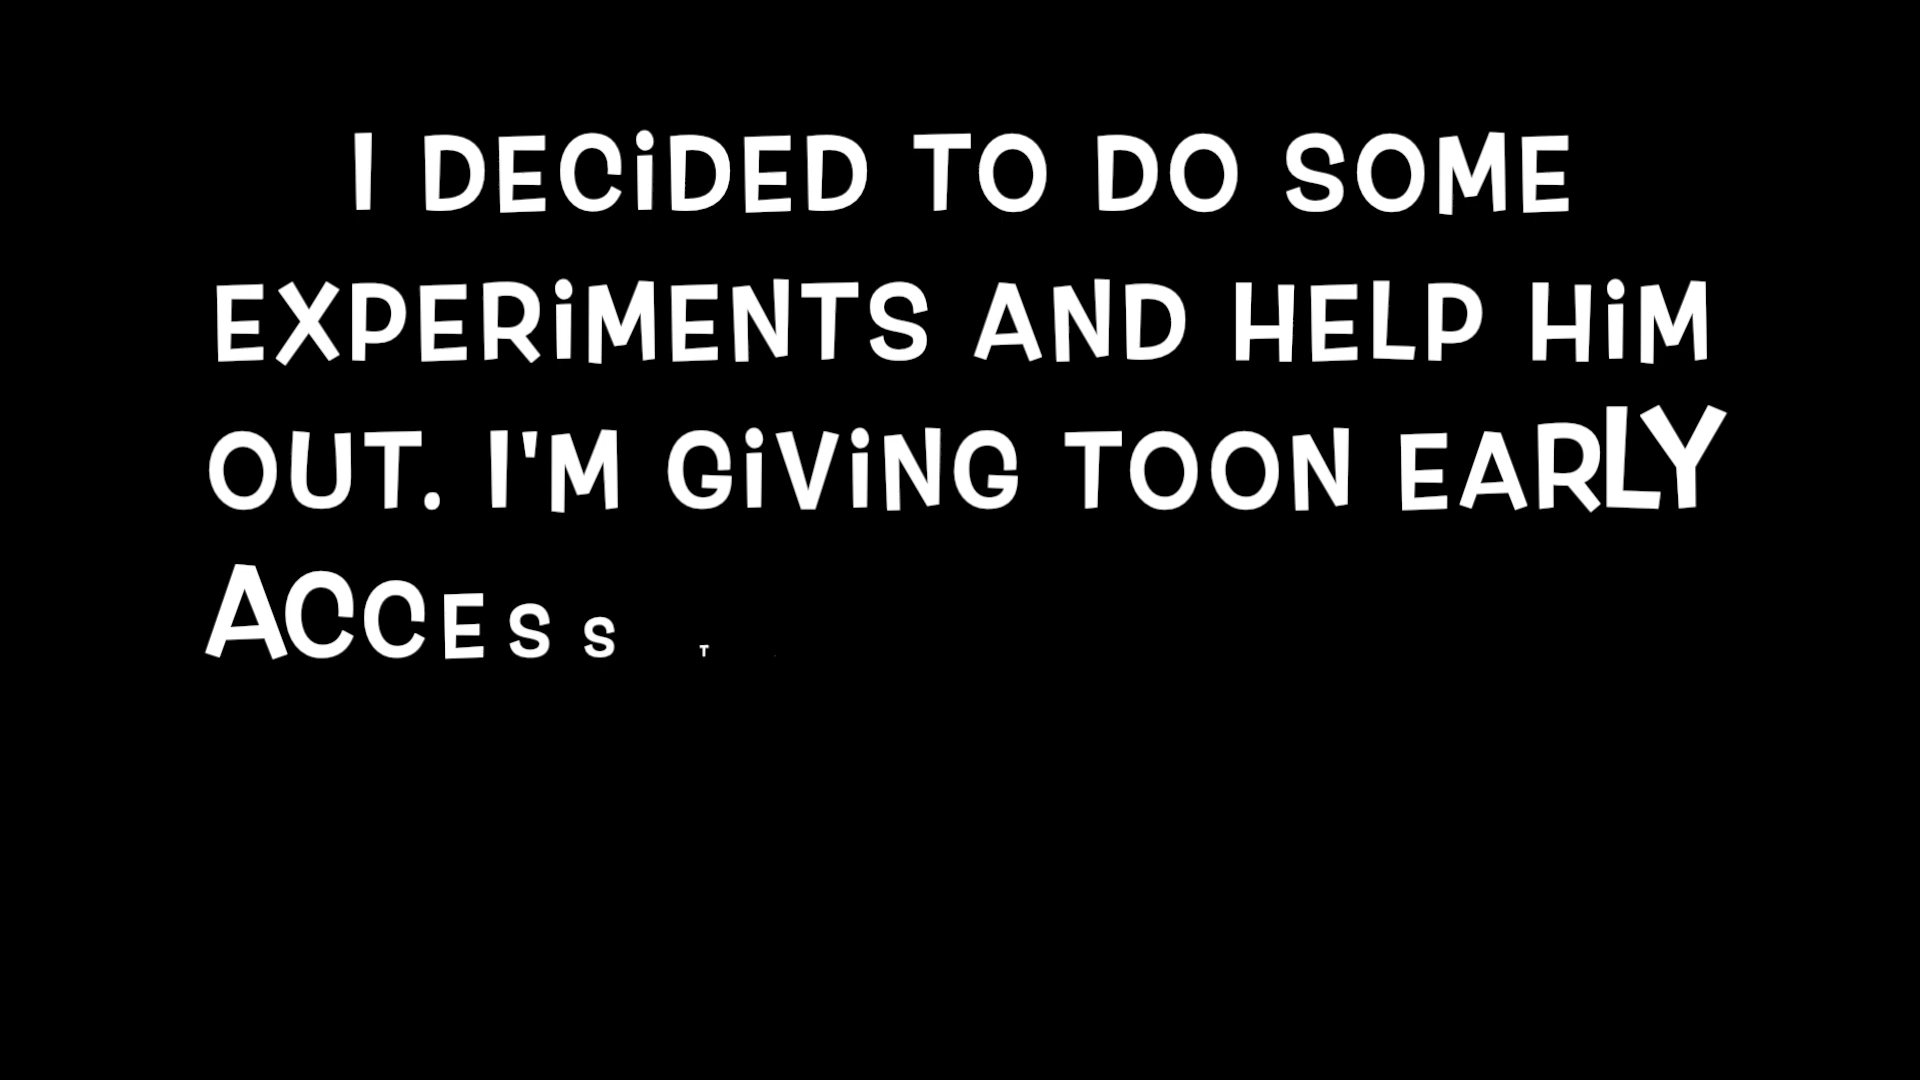 I DECiDED TO DO SOME
EXPERiMENTS AND HELP HiM
OUT. I'M GiViNG TOON EARLY
ACCESS T